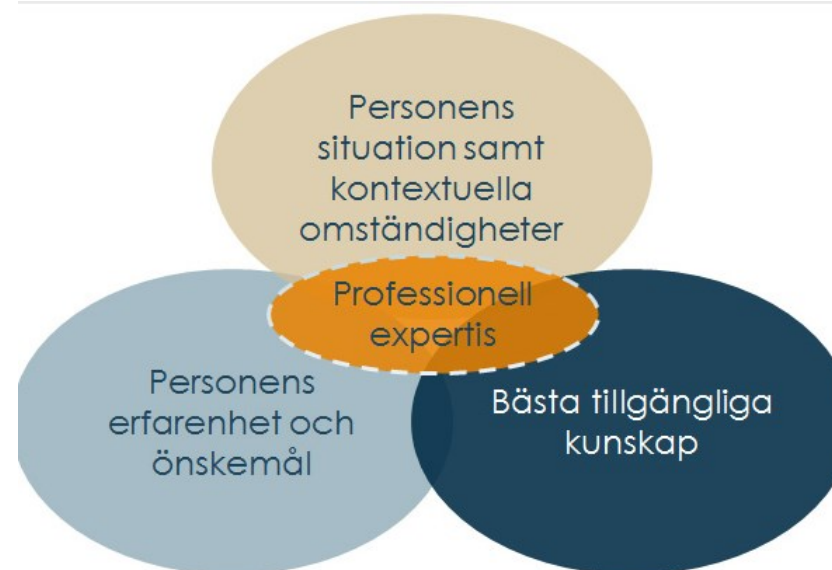 Personens
situation samt
kontextuella
omständigheter
Professionell
expertis
Personens
erfarenhet och
önskemål
Bästa tillgängliga
kunskap